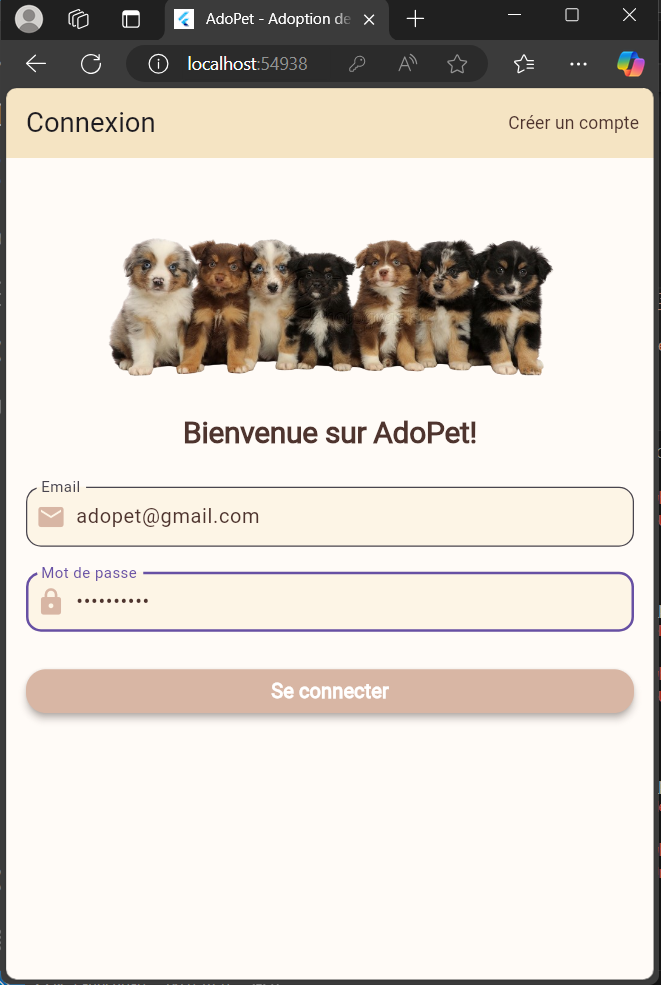 AdoPet - Adoption de
localhost:54938
Connexion
Créer un compte
Bienvenue sur AdoPet!
Email
adopet@gmail.com
Mot de passe
••••••••••
Se connecter